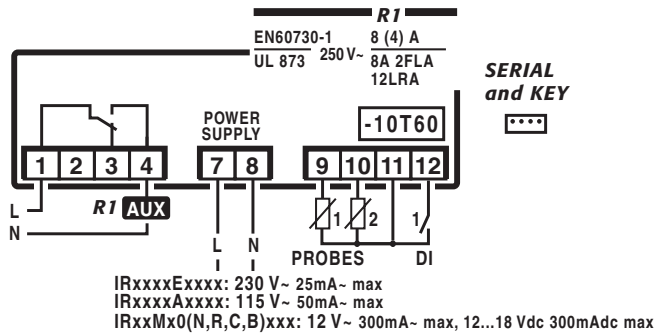 R1
EN60730-1
UL 873
250 V~
8 (4) A
8A 2FLA
12LRA
SERIAL
and KEY
POWER
SUPPLY
-10T60
1 2 3 4
7 8
9 10 11 12
L
N
R1 AUX
L N
1 2 1
PROBES DI
IRxxxxExxxx: 230 V~ 25mA~ max
IRxxxxAxxxx: 115 V~ 50mA~ max
IRxxMx0(N,R,C,B)xxx: 12 V~ 300mA~ max, 12...18 Vdc 300mAdc max